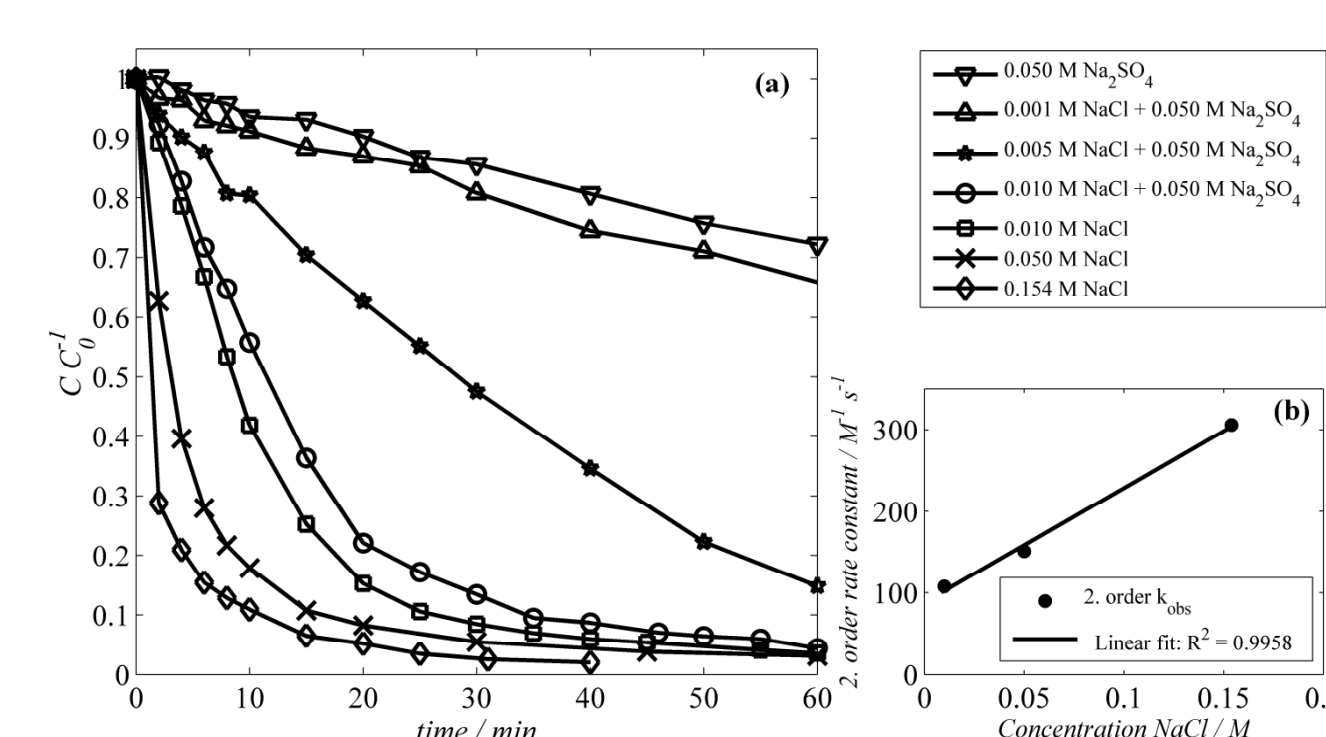 (a)
1
0.9
0.8
0.7
0.6
0.5
0.4
0.3
0.2
0.1
0
C C₀⁻¹
0 10 20 30 40 50 60
time / min
0.050 M Na₂SO₄
0.001 M NaCl + 0.050 M Na₂SO₄
0.005 M NaCl + 0.050 M Na₂SO₄
0.010 M NaCl + 0.050 M Na₂SO₄
0.010 M NaCl
0.050 M NaCl
0.154 M NaCl
(b)
300
200
100
0
2. order rate constant / M⁻¹ s⁻¹
2. order k_obs
Linear fit: R² = 0.9958
0 0.05 0.1 0.15 0.
Concentration NaCl / M